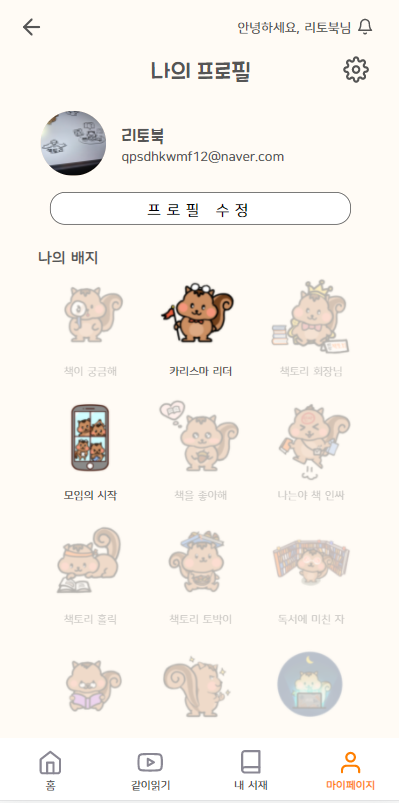 안녕하세요, 리토북님
나의 프로필
리토북
qpsdhkwmf12@naver.com
프로필 수정
나의 배지
책이 궁금해 카리스마 리더 책토리 회장님
모임의 시작 책을 좋아해 나는야 책 인싸
책토리 홀릭 책토리 토박이 독서에 미친 자
홈 같이읽기 내 서재 마이페이지